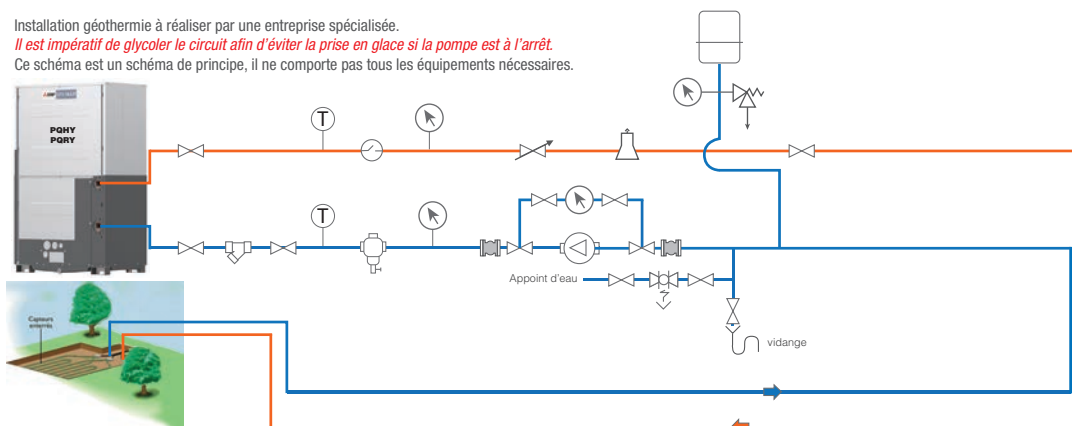 Installation géothermie à réaliser par une entreprise spécialisée.
Il est impératif de glycoler le circuit afin d'éviter la prise en glace si la pompe est à l'arrêt.
Ce schéma est un schéma de principe, il ne comporte pas tous les équipements nécessaires.
PQHY
PQRY
T
T
Appoint d'eau
vidange
Capteurs
enterrés